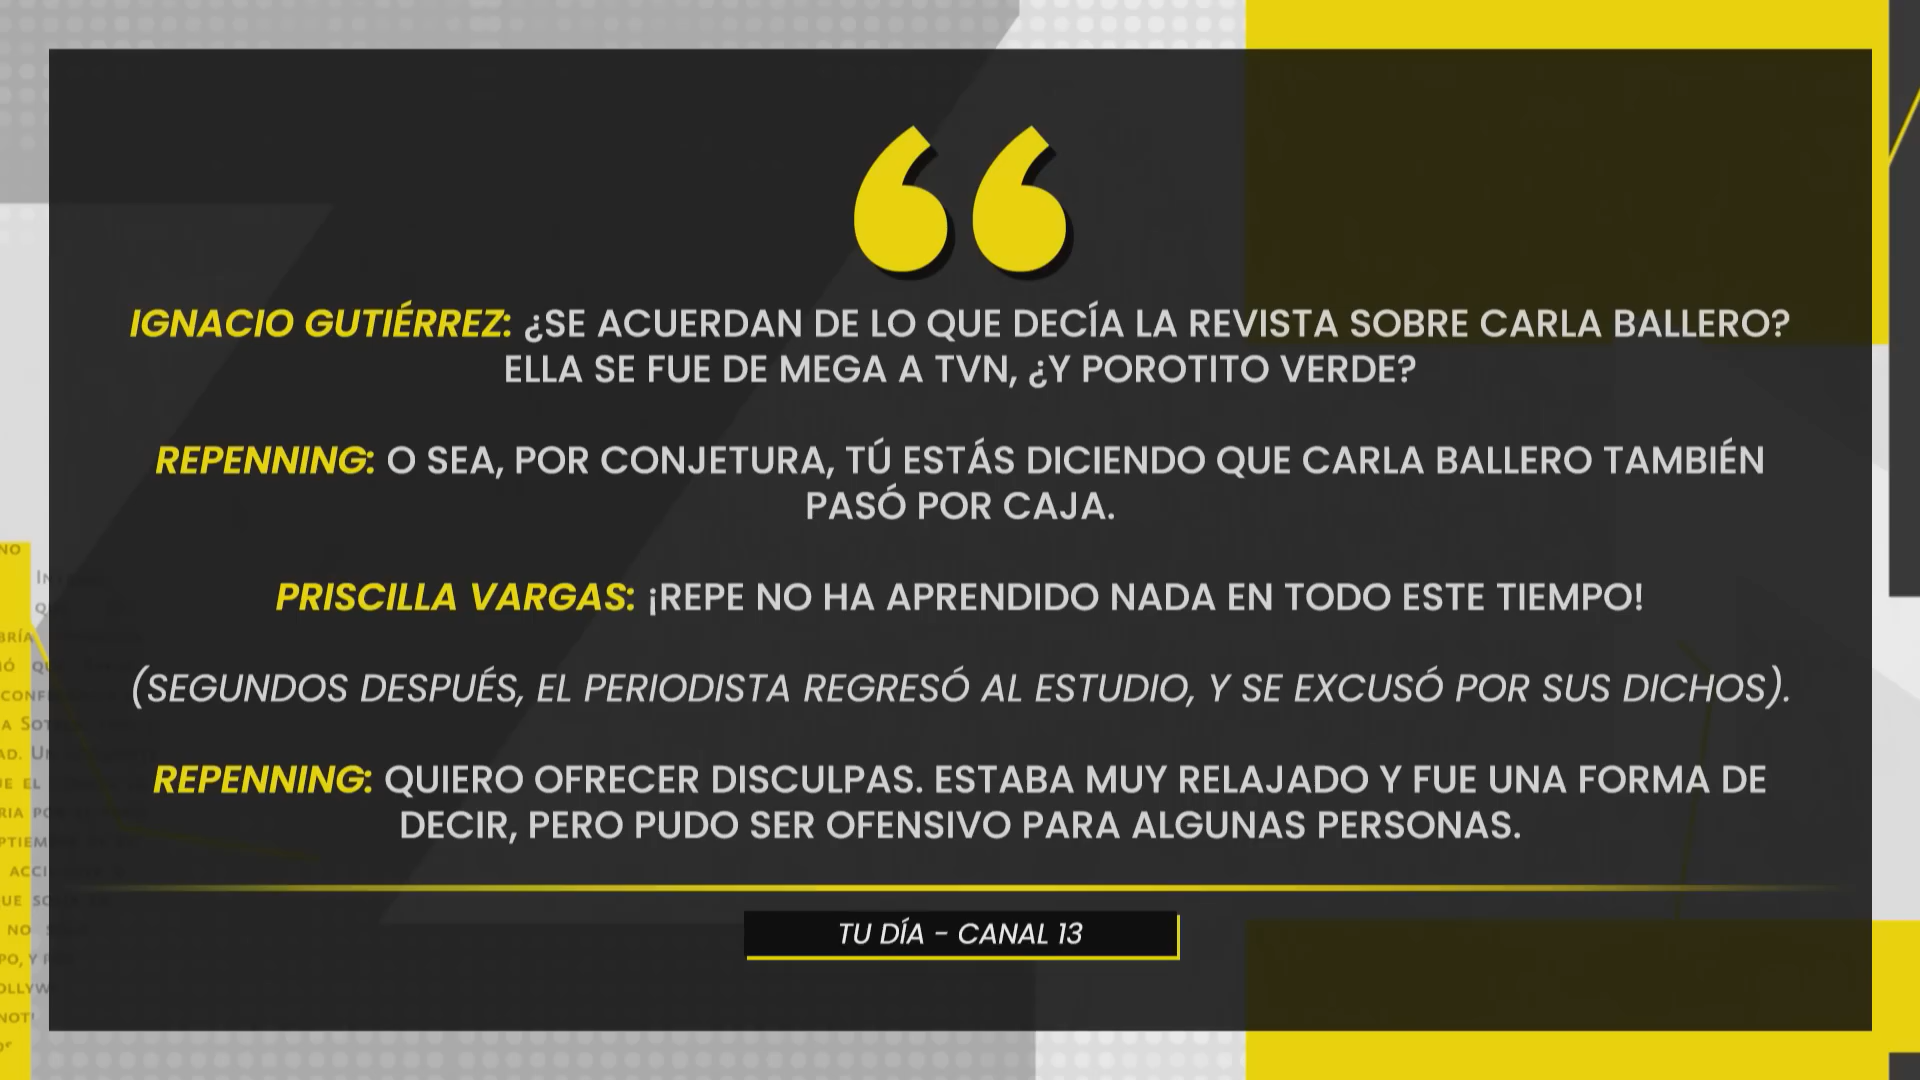 IGNACIO GUTIÉRREZ: ¿SE ACUERDAN DE LO QUE DECÍA LA REVISTA SOBRE CARLA BALLERO?
ELLA SE FUE DE MEGA A TVN, ¿Y POROTITO VERDE?
REPENNING: O SEA, POR CONJETURA, TÚ ESTÁS DICIENDO QUE CARLA BALLERO TAMBIÉN
PASÓ POR CAJA.
PRISCILLA VARGAS: ¡REPE NO HA APRENDIDO NADA EN TODO ESTE TIEMPO!
(SEGUNDOS DESPUÉS, EL PERIODISTA REGRESÓ AL ESTUDIO, Y SE EXCUSÓ POR SUS DICHOS).
REPENNING: QUIERO OFRECER DISCULPAS. ESTABA MUY RELAJADO Y FUE UNA FORMA DE
DECIR, PERO PUDO SER OFENSIVO PARA ALGUNAS PERSONAS.
TU DÍA - CANAL 13